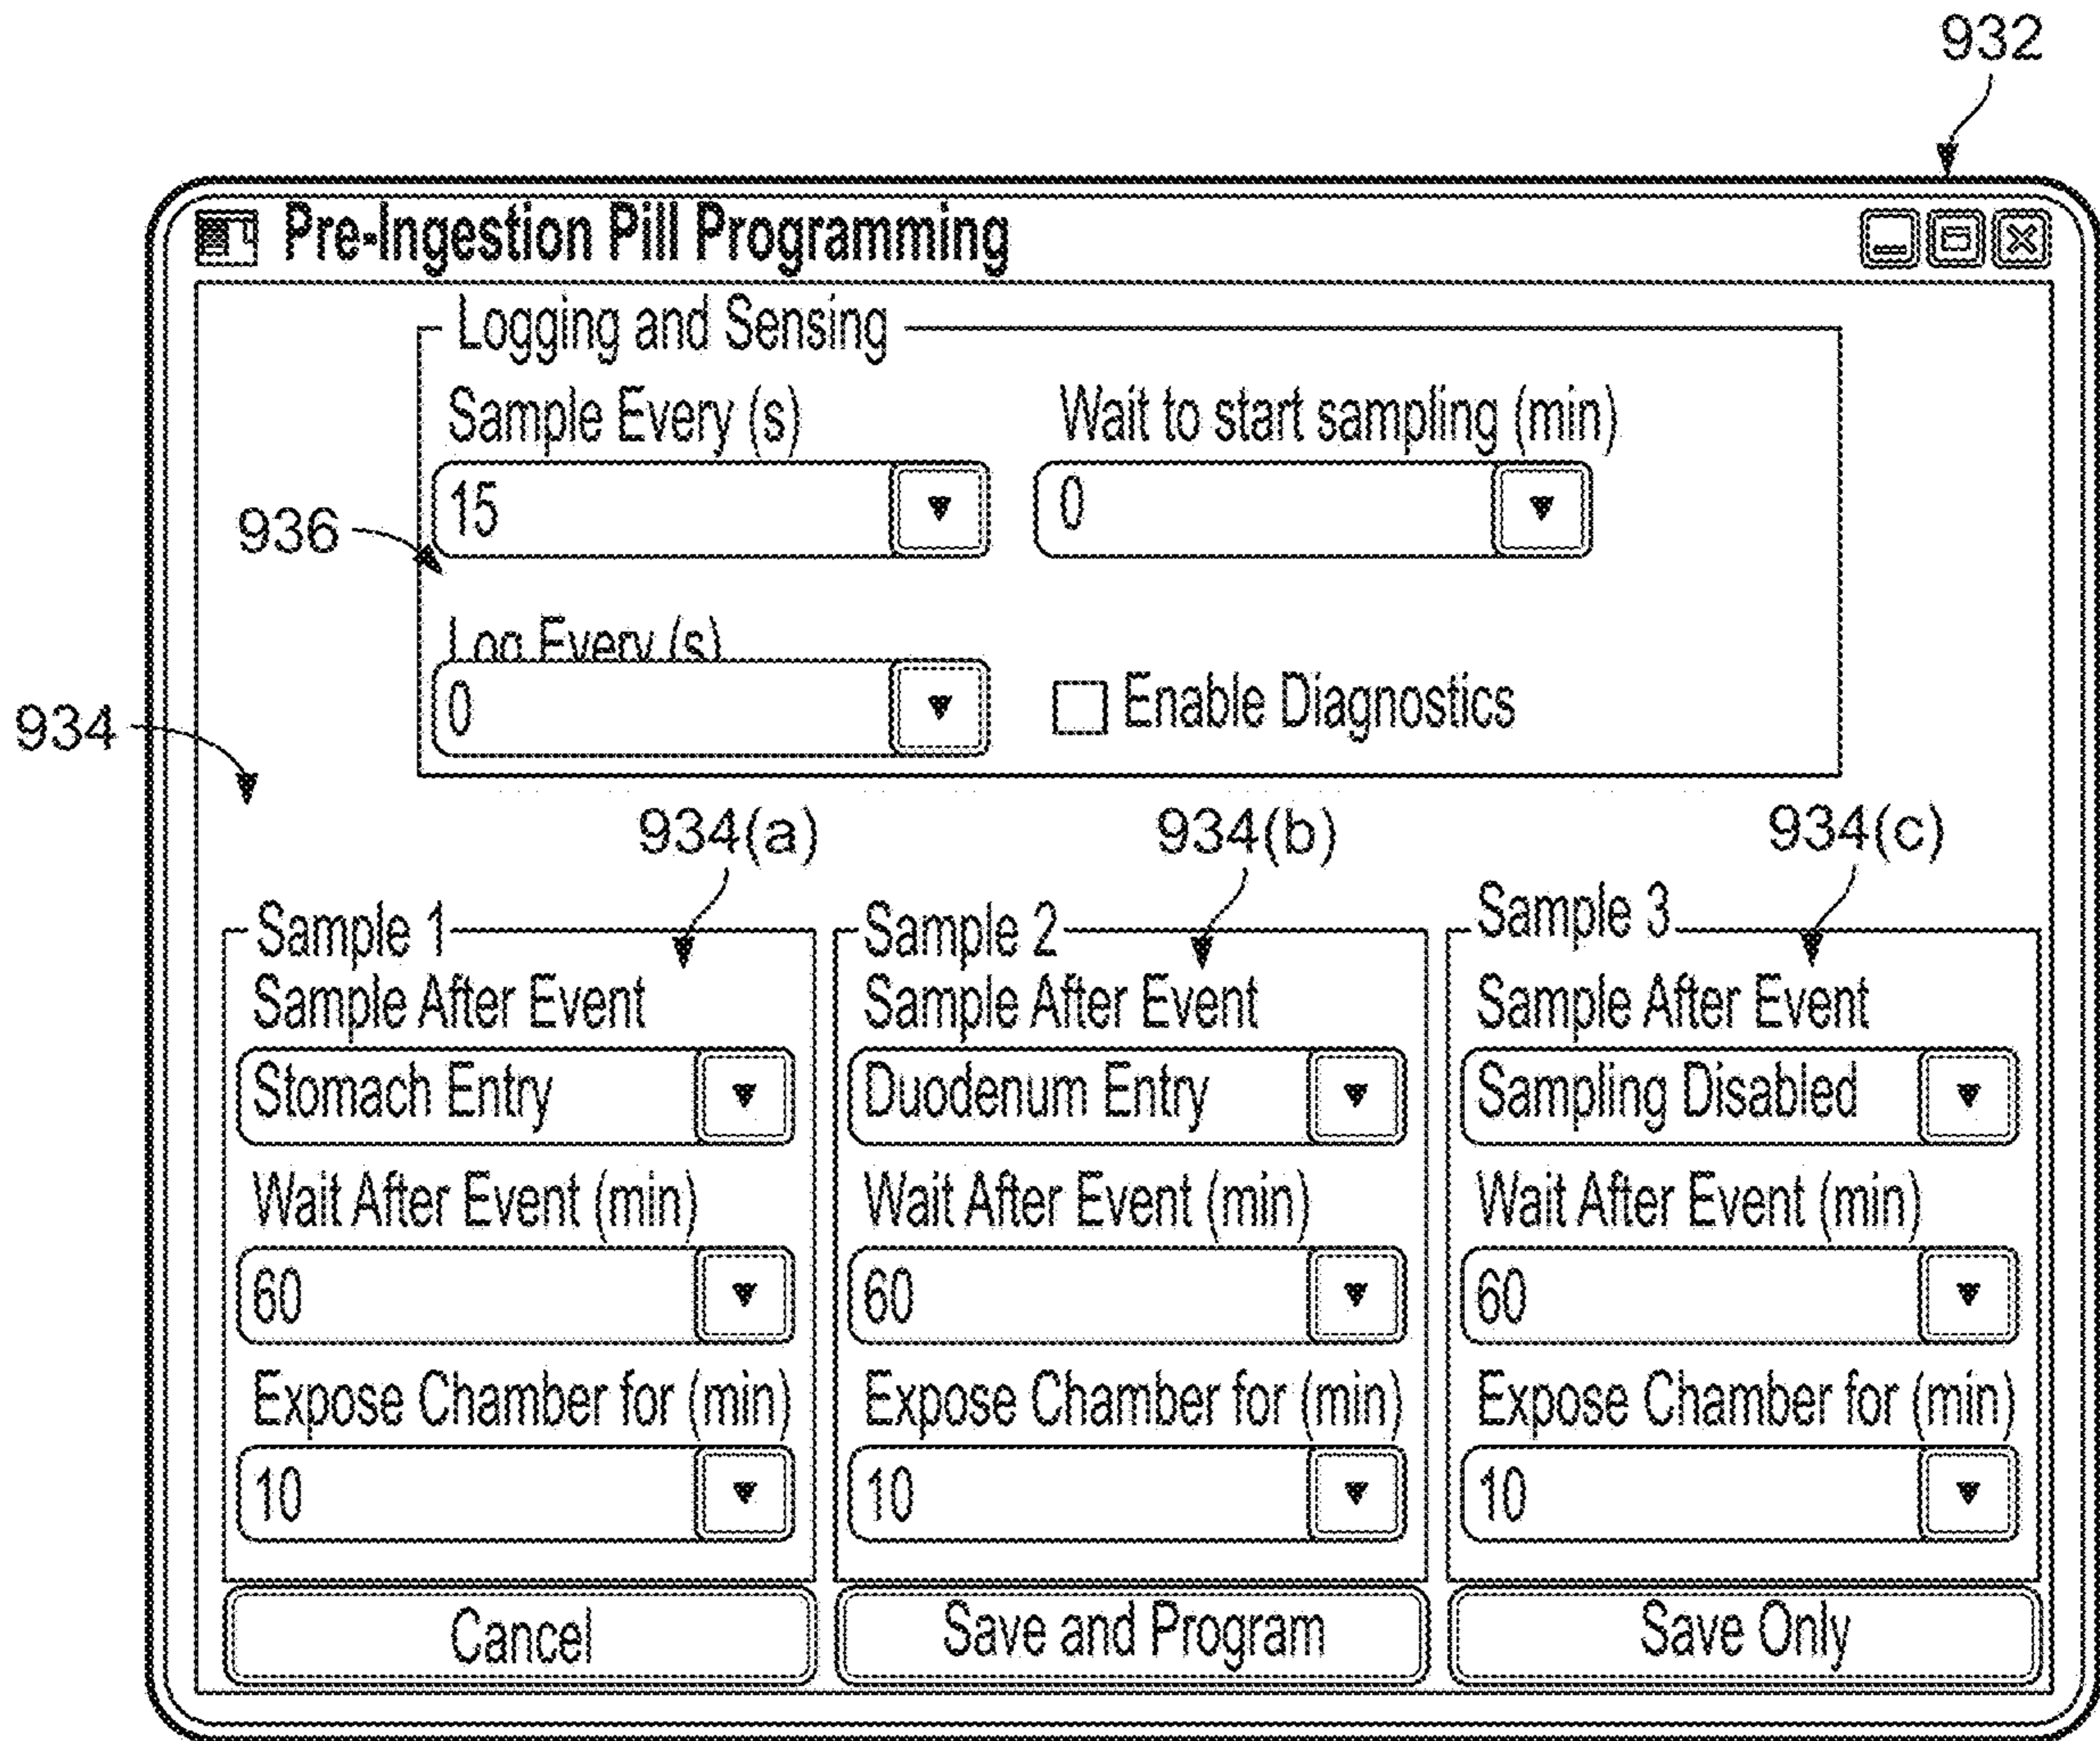 932
Pre-Ingestion Pill Programming
Logging and Sensing
Sample Every (s) Wait to start sampling (min)
15 0
936
Log Every (s)
0 Enable Diagnostics
934
934(a) 934(b) 934(c)
Sample 1 Sample 2 Sample 3
Sample After Event Sample After Event Sample After Event
Stomach Entry Duodenum Entry Sampling Disabled
Wait After Event (min) Wait After Event (min) Wait After Event (min)
60 60 60
Expose Chamber for (min) Expose Chamber for (min) Expose Chamber for (min)
10 10 10
Cancel Save and Program Save Only